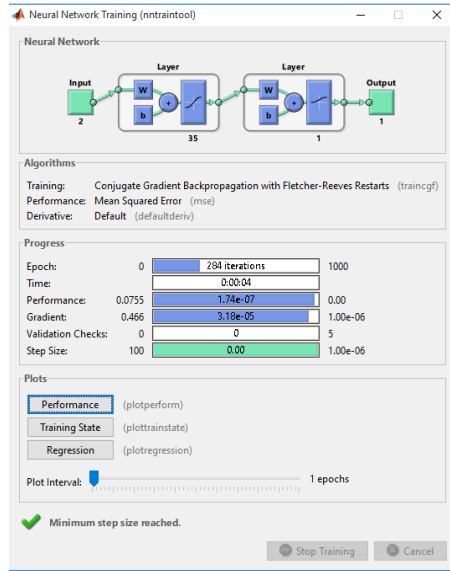 Neural Network Training (nntraintool)
Neural Network
Layer Layer
Input Output
W W
+ +
b b
2 1
35 1
Algorithms
Training: Conjugate Gradient Backpropagation with Fletcher-Reeves Restarts (traincgf)
Performance: Mean Squared Error (mse)
Derivative: Default (defaultderiv)
Progress
Epoch: 0 284 iterations 1000
Time: 0:00:04
Performance: 0.0755 1.74e-07 0.00
Gradient: 0.466 3.18e-05 1.00e-06
Validation Checks: 0 0 5
Step Size: 100 0.00 1.00e-06
Plots
Performance (plotperform)
Training State (plottrainstate)
Regression (plotregression)
Plot Interval: 1 epochs
Minimum step size reached.
Stop Training Cancel